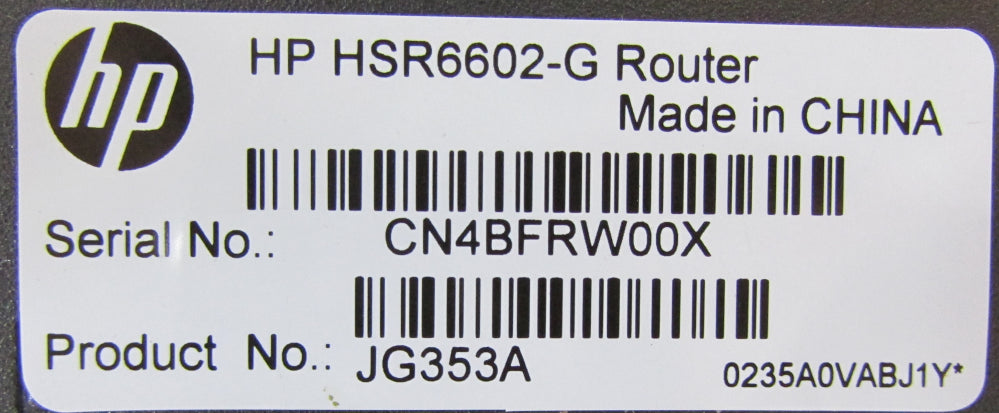 hp
HP HSR6602-G Router
Made in CHINA
Serial No.: CN4BFRW00X
Product No.: JG353A
0235A0VABJ1Y*